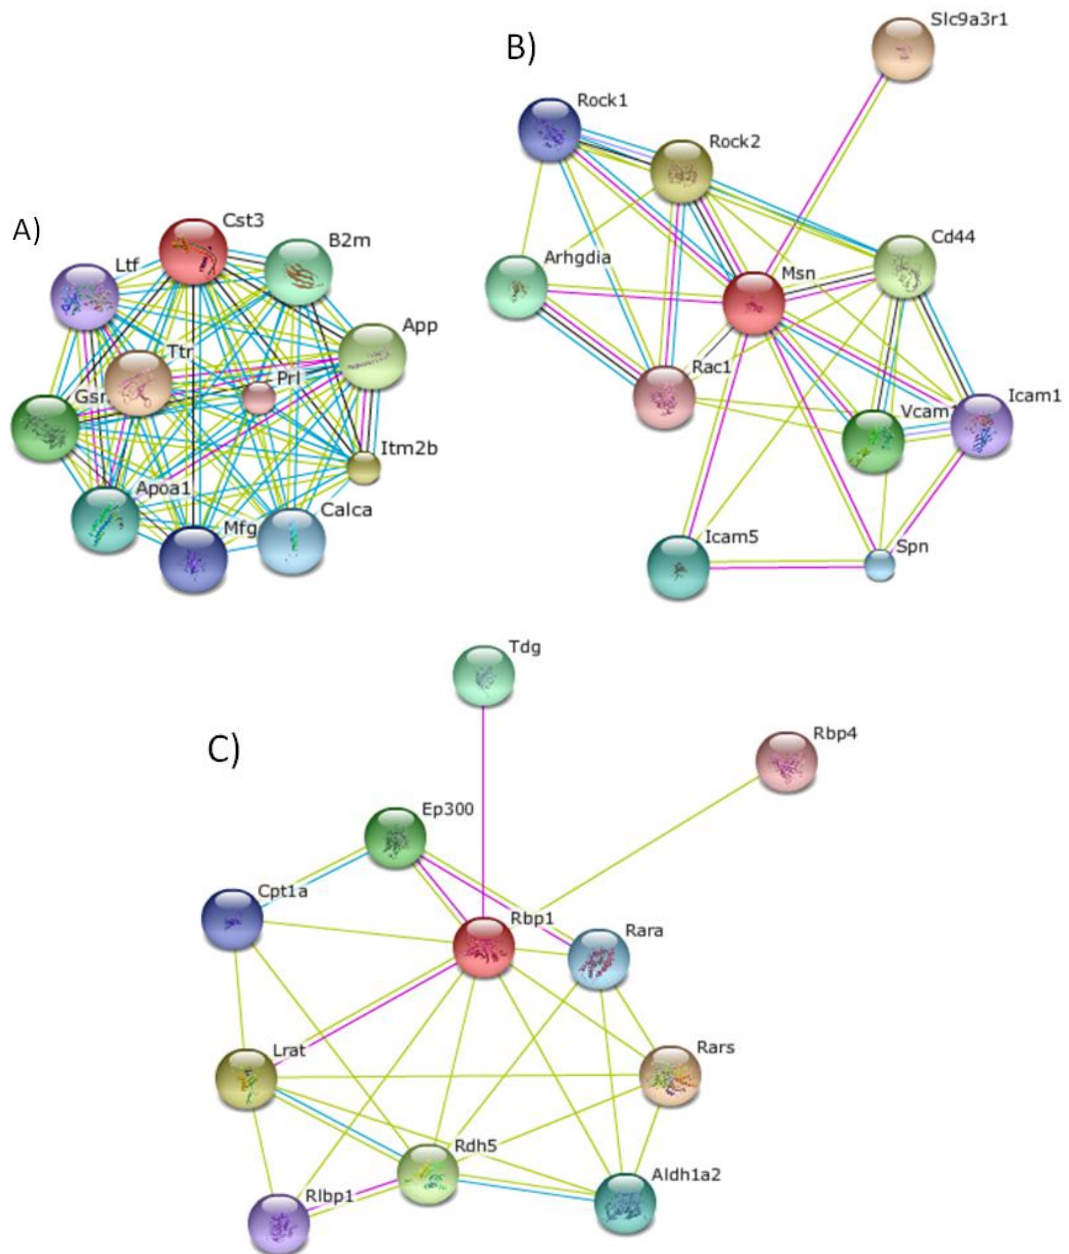 A)
Cst3
B2m
Ltf
App
Ttr
Prl
Gsn
Itm2b
Apoa1
Calca
Mfg
B)
Slc9a3r1
Rock1
Rock2
Cd44
Arhgdia
Msn
Rac1
Vcam1
Icam1
Icam5
Spn
C)
Tdg
Rbp4
Ep300
Cpt1a
Rbp1
Rara
Lrat
Rars
Rdh5
Aldh1a2
Rlbp1